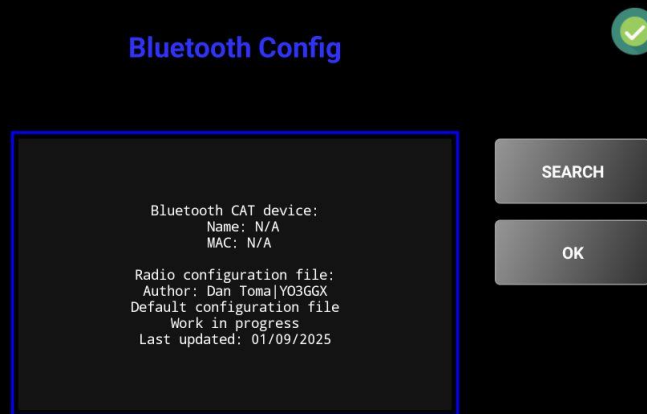 Bluetooth Config
Bluetooth CAT device:
Name: N/A
MAC: N/A
Radio configuration file:
Author: Dan Toma|YO3GGX
Default configuration file
Work in progress
Last updated: 01/09/2025
SEARCH
OK